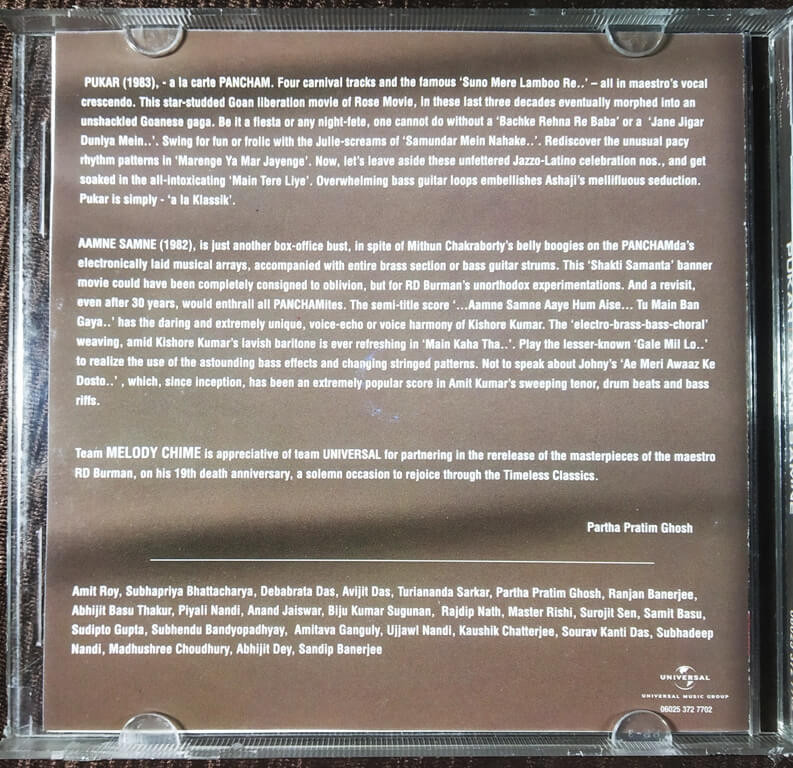 PUKAR (1983), - a la carte PANCHAM. Four carnival tracks and the famous ‘Suno Mere Lamboo Re..’ – all in maestro’s vocal
crescendo. This star-studded Goan liberation movie of Rose Movie, in these last three decades eventually morphed into an
unshackled Goanese gaga. Be it a fiesta or any night-fete, one cannot do without a ‘Bachke Rehna Re Baba’ or a ‘Jane Jigar
Duniya Mein..’. Swing for fun or frolic with the Julie-screams of ‘Samundar Mein Nahake..’. Rediscover the unusual pacy
rhythm patterns in ‘Marenge Ya Mar Jayenge’. Now, let’s leave aside these unfettered Jazzo-Latino celebration nos., and get
soaked in the all-intoxicating ‘Main Tere Liye’. Overwhelming bass guitar loops embellishes Ashaji’s mellifluous seduction.
Pukar is simply - ‘a la Klassik’.
AAMNE SAMNE (1982), is just another box-office bust, in spite of Mithun Chakraborty’s belly boogies on the PANCHAMda’s
electronically laid musical arrays, accompanied with entire brass section or bass guitar strums. This ‘Shakti Samanta’ banner
movie could have been completely consigned to oblivion, but for RD Burman’s unorthodox experimentations. And a revisit,
even after 30 years, would enthrall all PANCHAMites. The semi-title score ‘...Aamne Samne Aaye Hum Aise... Tu Main Ban
Gaya..’ has the daring and extremely unique, voice-echo or voice harmony of Kishore Kumar. The ‘electro-brass-bass-choral’
weaving, amid Kishore Kumar’s lavish baritone is ever refreshing in ‘Main Kaha Tha..’. Play the lesser-known ‘Gale Mil Lo..’
to realize the use of the astounding bass effects and changing stringed patterns. Not to speak about Johny’s ‘Ae Meri Awaaz Ke
Dosto..’ , which, since inception, has been an extremely popular score in Amit Kumar’s sweeping tenor, drum beats and bass
riffs.
Team MELODY CHIME is appreciative of team UNIVERSAL for partnering in the rerelease of the masterpieces of the maestro
RD Burman, on his 19th death anniversary, a solemn occasion to rejoice through the Timeless Classics.
Partha Pratim Ghosh
Amit Roy, Subhapriya Bhattacharya, Debabrata Das, Avijit Das, Turiananda Sarkar, Partha Pratim Ghosh, Ranjan Banerjee,
Abhijit Basu Thakur, Piyali Nandi, Anand Jaiswar, Biju Kumar Sugunan, Rajdip Nath, Master Rishi, Surojil Sen, Samit Basu,
Sudipto Gupta, Subhendu Bandyopadhyay, Amitava Ganguly, Ujjawl Nandi, Kaushik Chatterjee, Sourav Kanti Das, Subhadeep
Nandi, Madhushree Choudhury, Abhijit Dey, Sandip Banerjee
UNIVERSAL
UNIVERSAL MUSIC GROUP
06025 372 7702